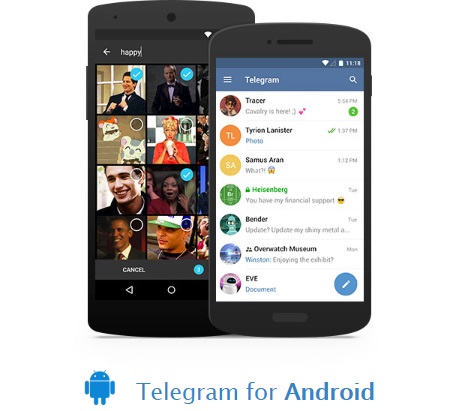 happy
CANCEL
3
11:18
Telegram
Tracer
5:54 PM
Cavalry is here! ;) 💕
2
TL
Tyrion Lanister
1:37 PM
Photo
SA
Samus Aran
1:12 PM
What?! 😱
Heisenberg
Tue
You have my financial support 😎
Bender
Tue
Update? Update my shiny metal a...
Overwatch Museum
Mon
Winston: Enjoying the exhibit?
EVE
Document
Telegram for Android